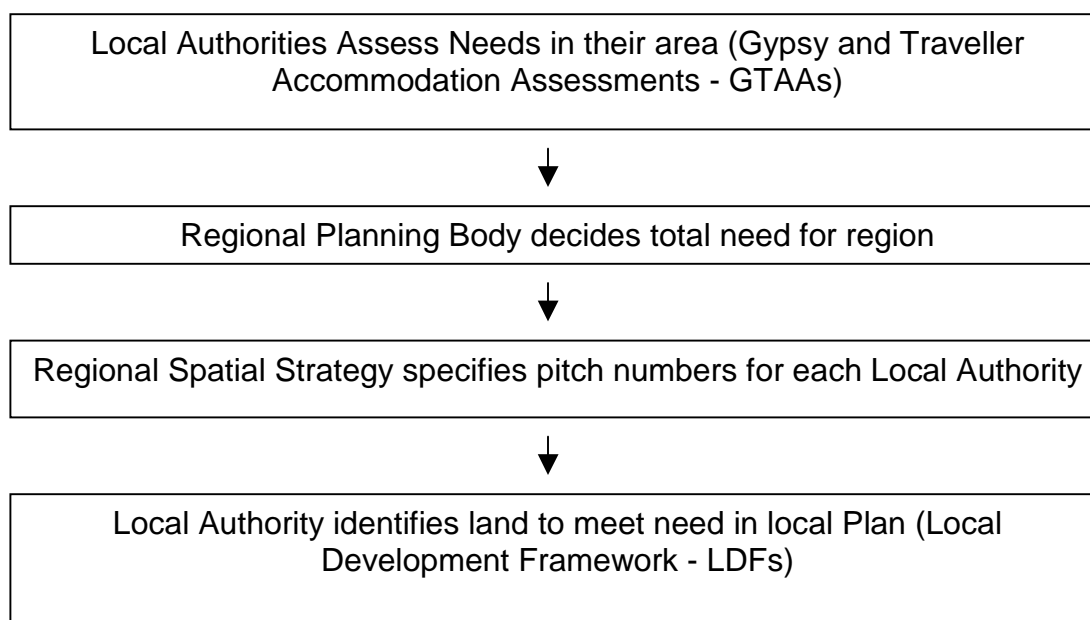 Local Authorities Assess Needs in their area (Gypsy and Traveller
Accommodation Assessments - GTAAs)
Regional Planning Body decides total need for region
Regional Spatial Strategy specifies pitch numbers for each Local Authority
Local Authority identifies land to meet need in local Plan (Local
Development Framework - LDFs)